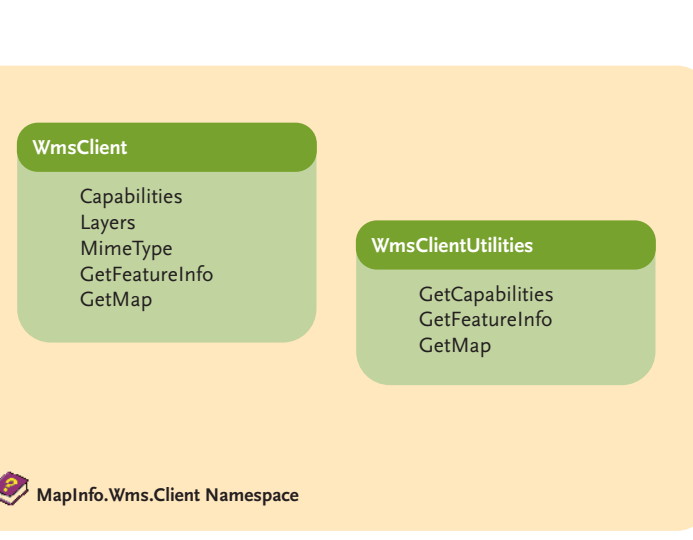 WmsClient
Capabilities
Layers
MimeType
GetFeatureInfo
GetMap
WmsClientUtilities
GetCapabilities
GetFeatureInfo
GetMap
MapInfo.Wms.Client Namespace